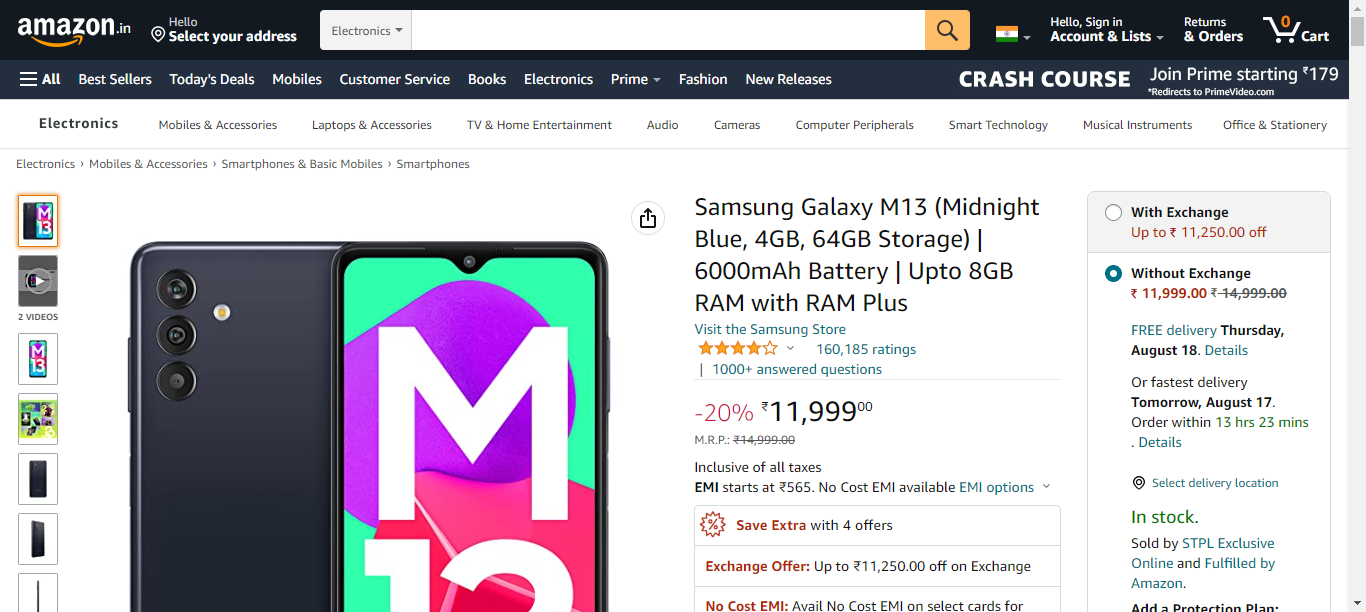 amazon.in
Hello
Select your address
Electronics
Hello, Sign in
Account & Lists
Returns
& Orders
0
Cart
All
Best Sellers
Today's Deals
Mobiles
Customer Service
Books
Electronics
Prime
Fashion
New Releases
CRASH COURSE
Join Prime starting ₹179
*Redirects to PrimeVideo.com
Electronics
Mobiles & Accessories
Laptops & Accessories
TV & Home Entertainment
Audio
Cameras
Computer Peripherals
Smart Technology
Musical Instruments
Office & Stationery
Electronics › Mobiles & Accessories › Smartphones & Basic Mobiles › Smartphones
M
13
2 VIDEOS
M
13
M
13
Samsung Galaxy M13 (Midnight
Blue, 4GB, 64GB Storage) |
6000mAh Battery | Upto 8GB
RAM with RAM Plus
Visit the Samsung Store
160,185 ratings
| 1000+ answered questions
-20% ₹11,99900
M.R.P.: ₹14,999.00
Inclusive of all taxes
EMI starts at ₹565. No Cost EMI available EMI options
Save Extra with 4 offers
Exchange Offer: Up to ₹11,250.00 off on Exchange
No Cost EMI: Avail No Cost EMI on select cards for
With Exchange
Up to ₹ 11,250.00 off
Without Exchange
₹ 11,999.00 ₹ 14,999.00
FREE delivery Thursday,
August 18. Details
Or fastest delivery
Tomorrow, August 17.
Order within 13 hrs 23 mins
. Details
Select delivery location
In stock.
Sold by STPL Exclusive
Online and Fulfilled by
Amazon.
Add a Protection Plan: